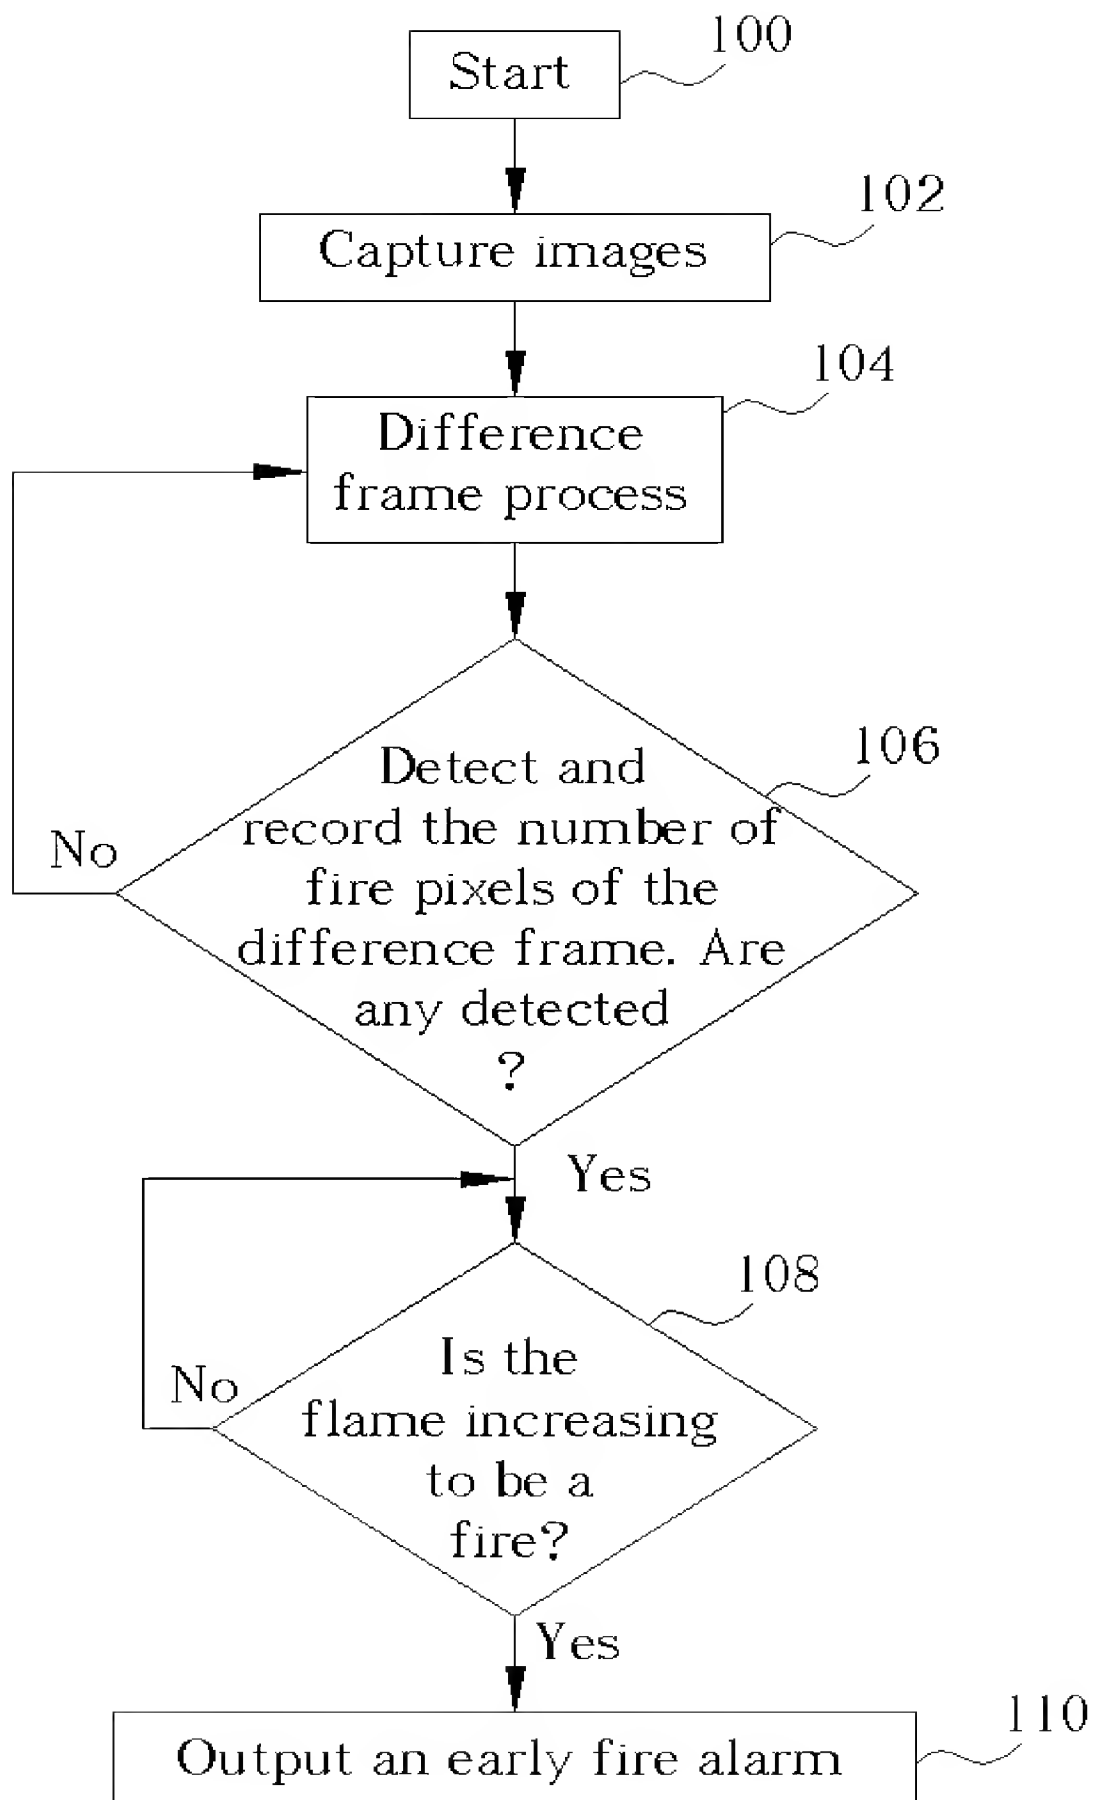 Start
100
Capture images
102
Difference
frame process
104
Detect and
record the number of
fire pixels of the
difference frame. Are
any detected
?
106
No
Yes
Is the
flame increasing
to be a
fire?
108
No
Yes
Output an early fire alarm
110